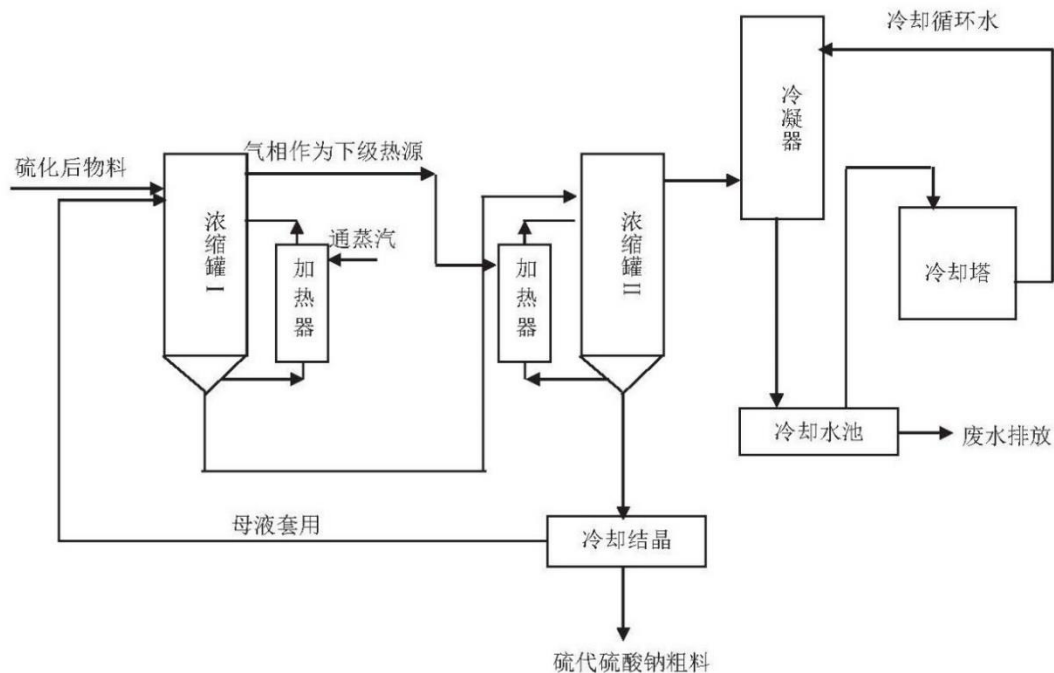 冷却循环水
冷凝器
硫化后物料
气相作为下级热源
浓缩罐I
通蒸汽
加热器
加热器
浓缩罐II
冷却塔
冷却水池
废水排放
母液套用
冷却结晶
硫代硫酸钠粗料